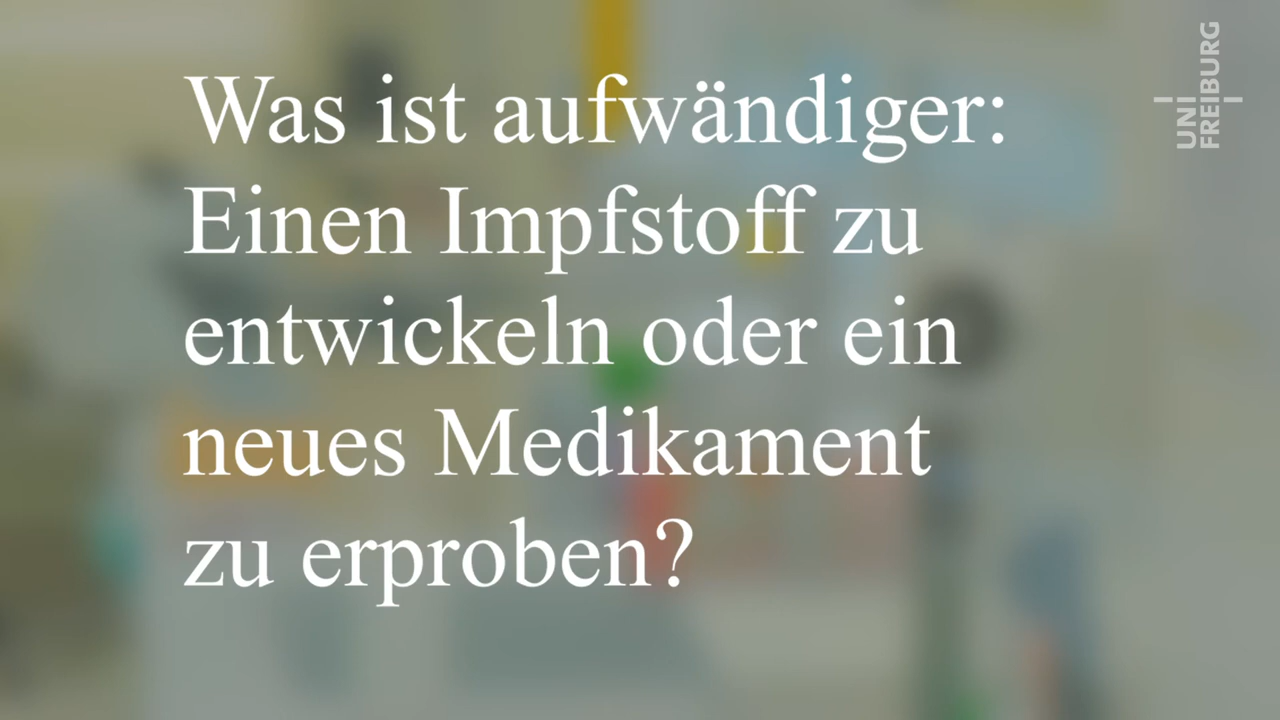 Was ist aufwändiger:
Einen Impfstoff zu
entwickeln oder ein
neues Medikament
zu erproben?
UNI
FREIBURG